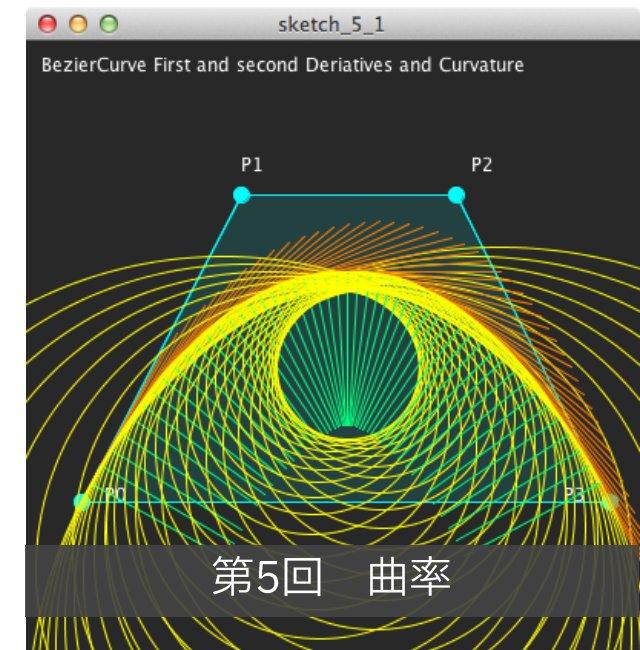 sketch_5_1
BezierCurve First and second Deriatives and Curvature
P1 P2
P0 P3
第5回　曲率